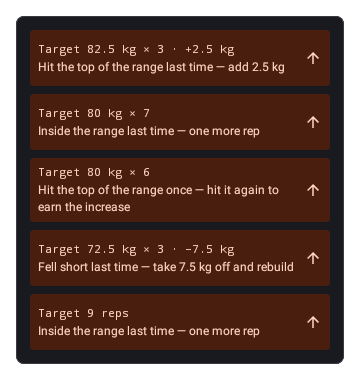 Target 82.5 kg × 3 · +2.5 kg
Hit the top of the range last time — add 2.5 kg
Target 80 kg × 7
Inside the range last time — one more rep
Target 80 kg × 6
Hit the top of the range once — hit it again to
earn the increase
Target 72.5 kg × 3 · −7.5 kg
Fell short last time — take 7.5 kg off and rebuild
Target 9 reps
Inside the range last time — one more rep